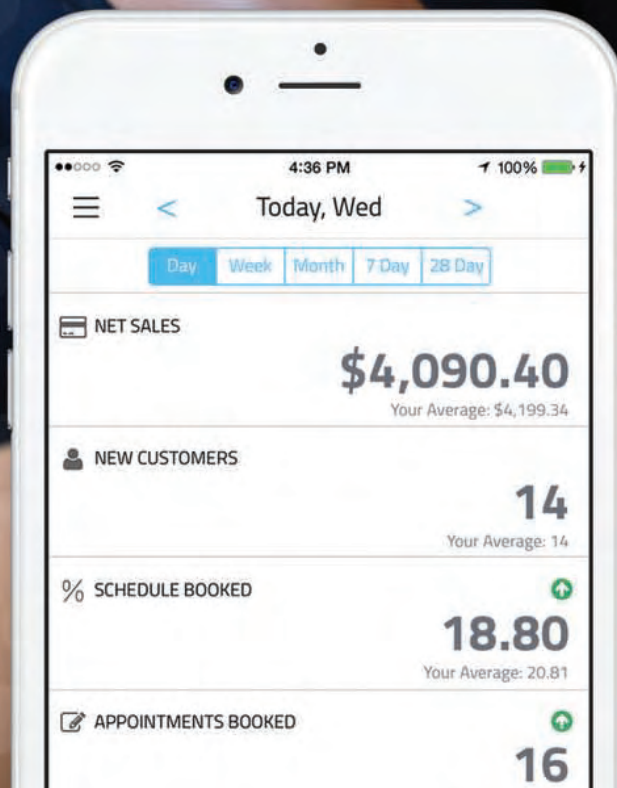 4:36 PM 100%
Today, Wed
Day Week Month 7 Day 28 Day
NET SALES
$4,090.40
Your Average: $4,199.34
NEW CUSTOMERS
14
Your Average: 14
% SCHEDULE BOOKED
18.80
Your Average: 20.81
APPOINTMENTS BOOKED
16